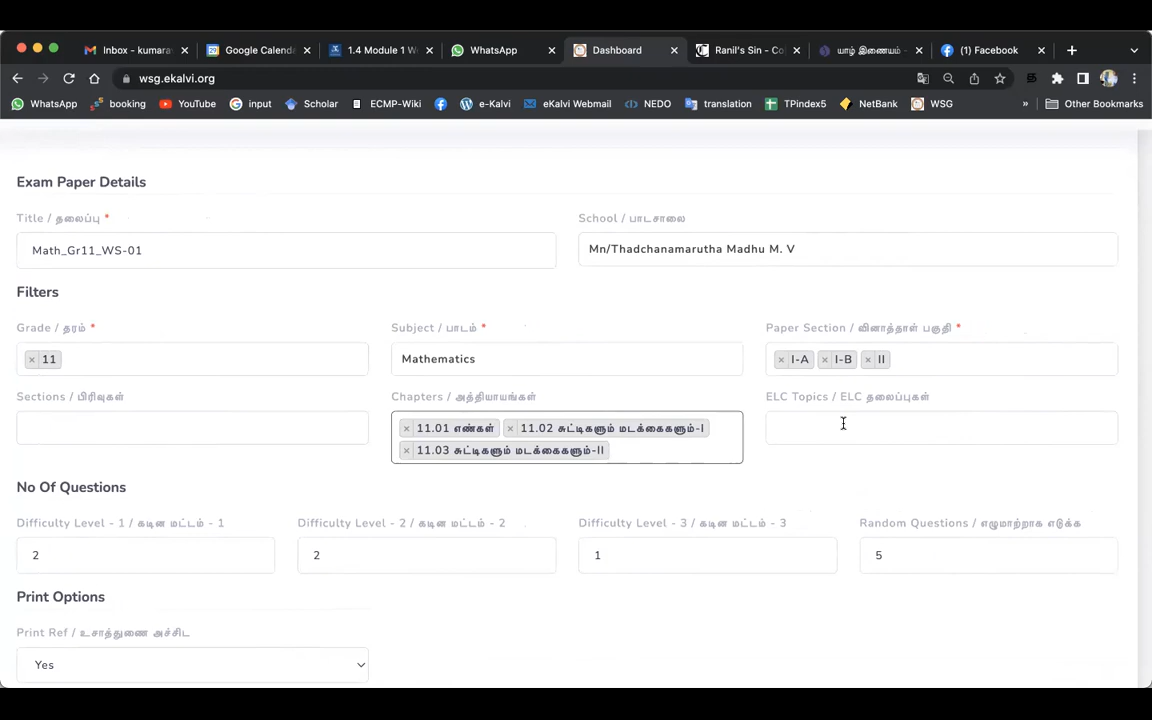 Inbox - kumarav
Google Calenda
1.4 Module 1 W
WhatsApp
Dashboard
Ranil's Sin - Co
யாழ் இணையம் -
(1) Facebook
wsg.ekalvi.org
WhatsApp
booking
YouTube
input
Scholar
ECMP-Wiki
e-Kalvi
eKalvi Webmail
NEDO
translation
TPindex5
NetBank
WSG
» Other Bookmarks
Exam Paper Details
Title / தலைப்பு * School / பாடசாலை
Math_Gr11_WS-01 Mn/Thadchanamarutha Madhu M. V
Filters
Grade / தரம் * Subject / பாடம் * Paper Section / வினாத்தாள் பகுதி *
× 11 Mathematics × I-A × I-B × II
Sections / பிரிவுகள் Chapters / அத்தியாயங்கள் ELC Topics / ELC தலைப்புகள்
× 11.01 எண்கள் × 11.02 சுட்டிகளும் மடக்கைகளும்-I
× 11.03 சுட்டிகளும் மடக்கைகளும்-II
No Of Questions
Difficulty Level - 1 / கடின மட்டம் - 1 Difficulty Level - 2 / கடின மட்டம் - 2 Difficulty Level - 3 / கடின மட்டம் - 3 Random Questions / எழுமாற்றாக எடுக்க
2 2 1 5
Print Options
Print Ref / உசாத்துணை அச்சிட
Yes